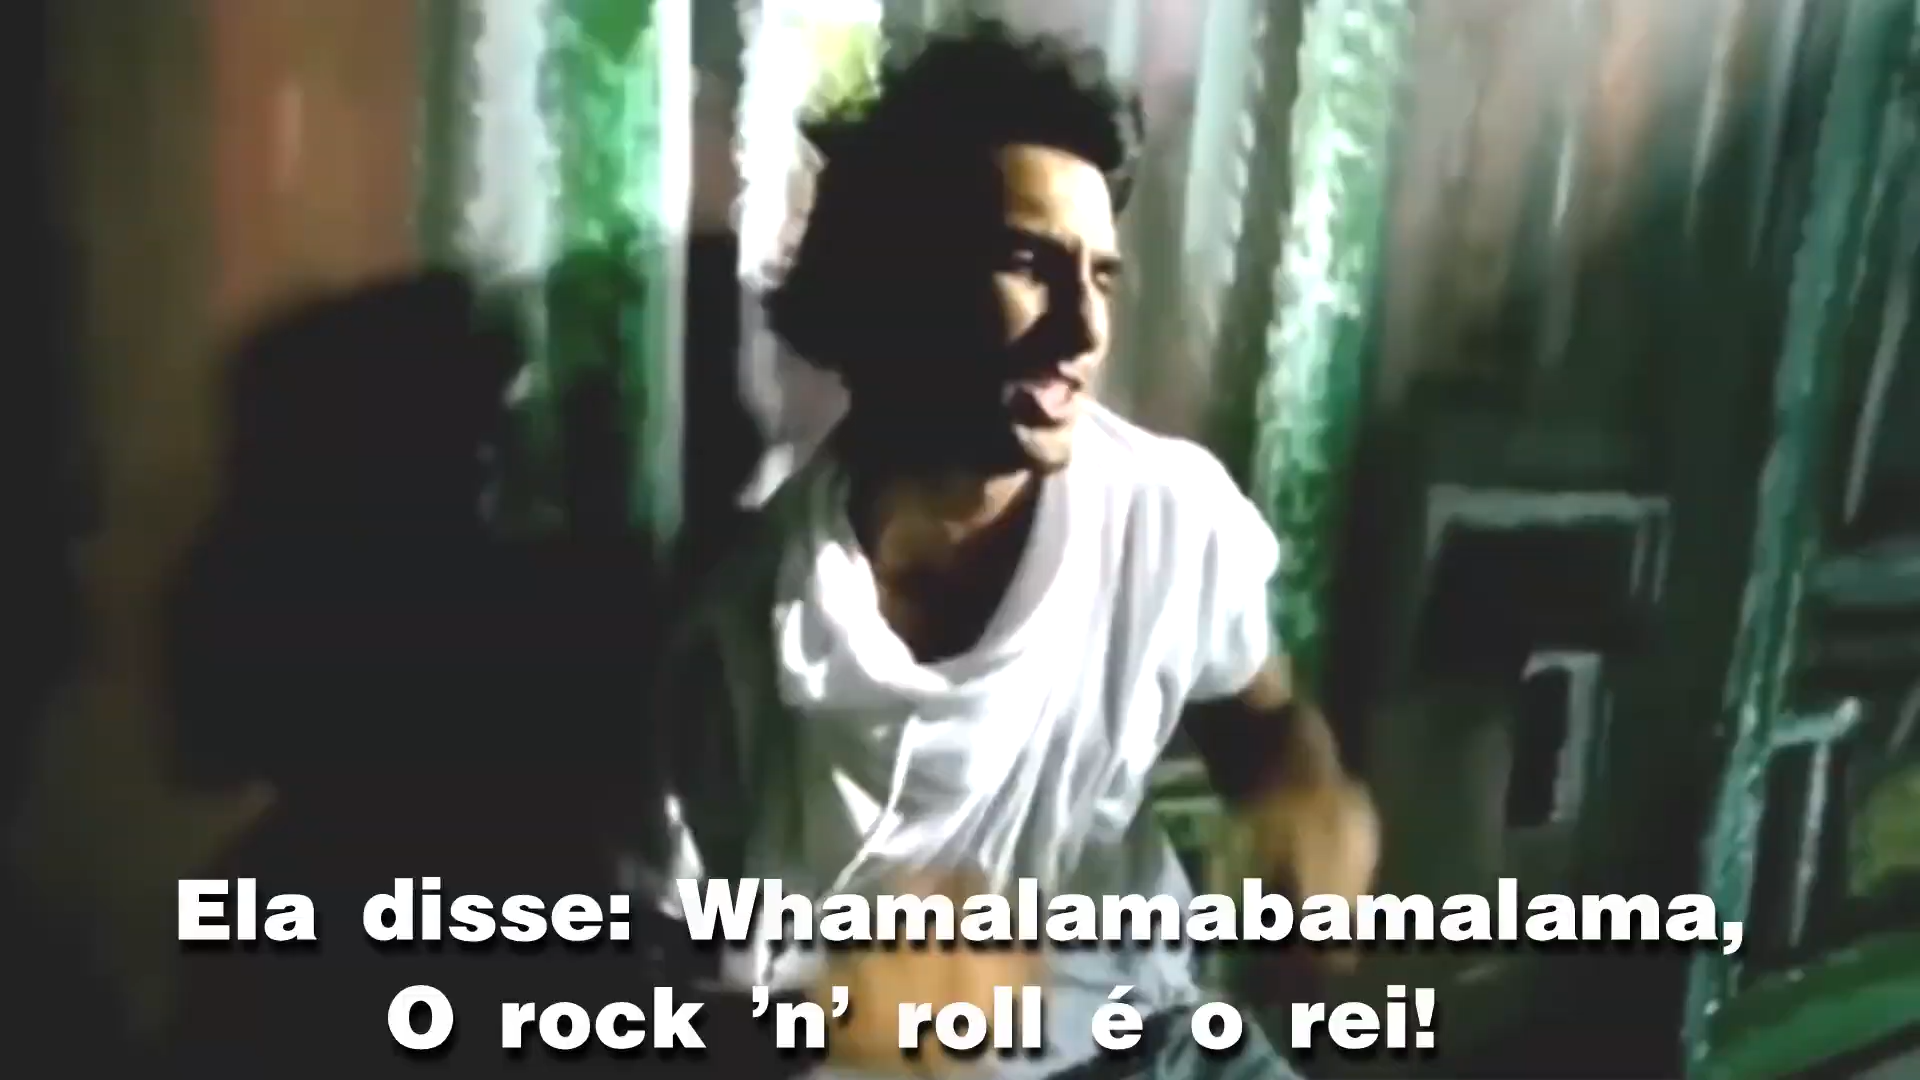 Ela disse: Whamalamabamalama,
O rock ’n’ roll é o rei!